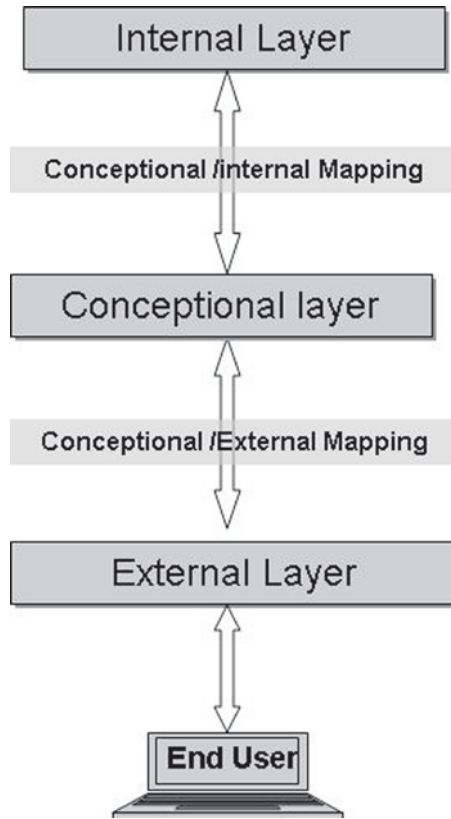 Internal Layer
Conceptional /internal Mapping
Conceptional layer
Conceptional /External Mapping
External Layer
End User